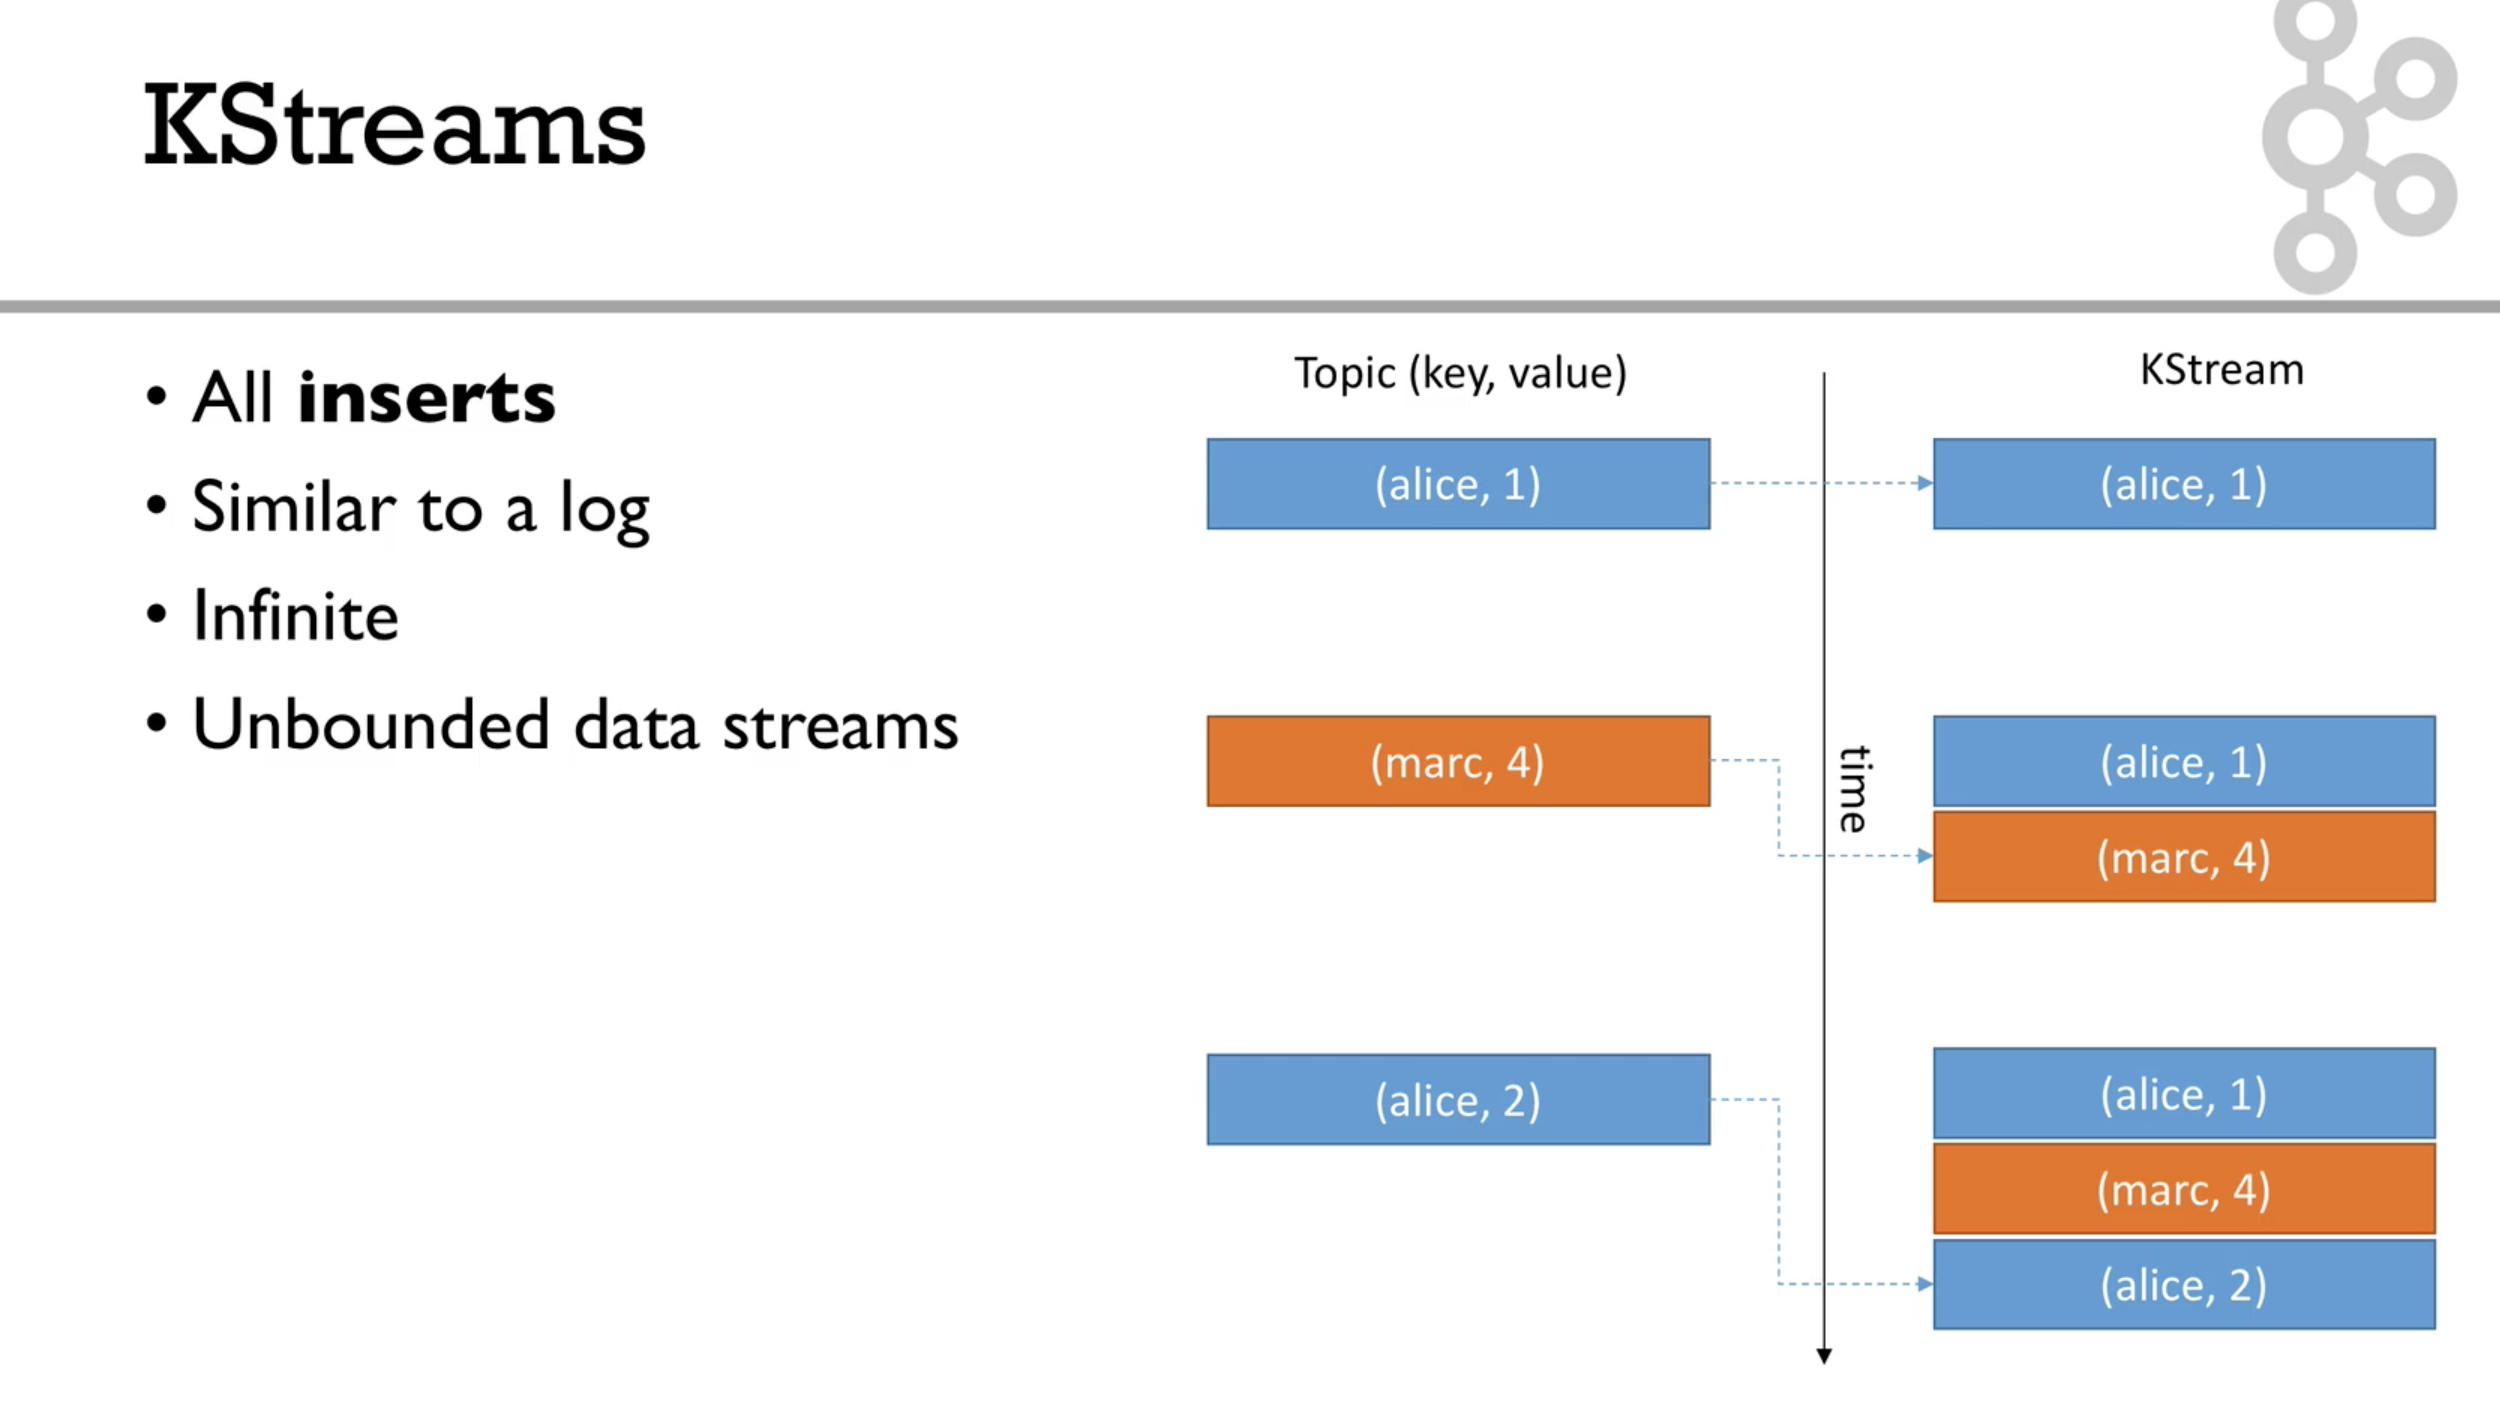 KStreams
• All inserts
• Similar to a log
• Infinite
• Unbounded data streams
Topic (key, value)
KStream
(alice, 1)
(alice, 1)
(marc, 4)
time
(alice, 1)
(marc, 4)
(alice, 2)
(alice, 1)
(marc, 4)
(alice, 2)